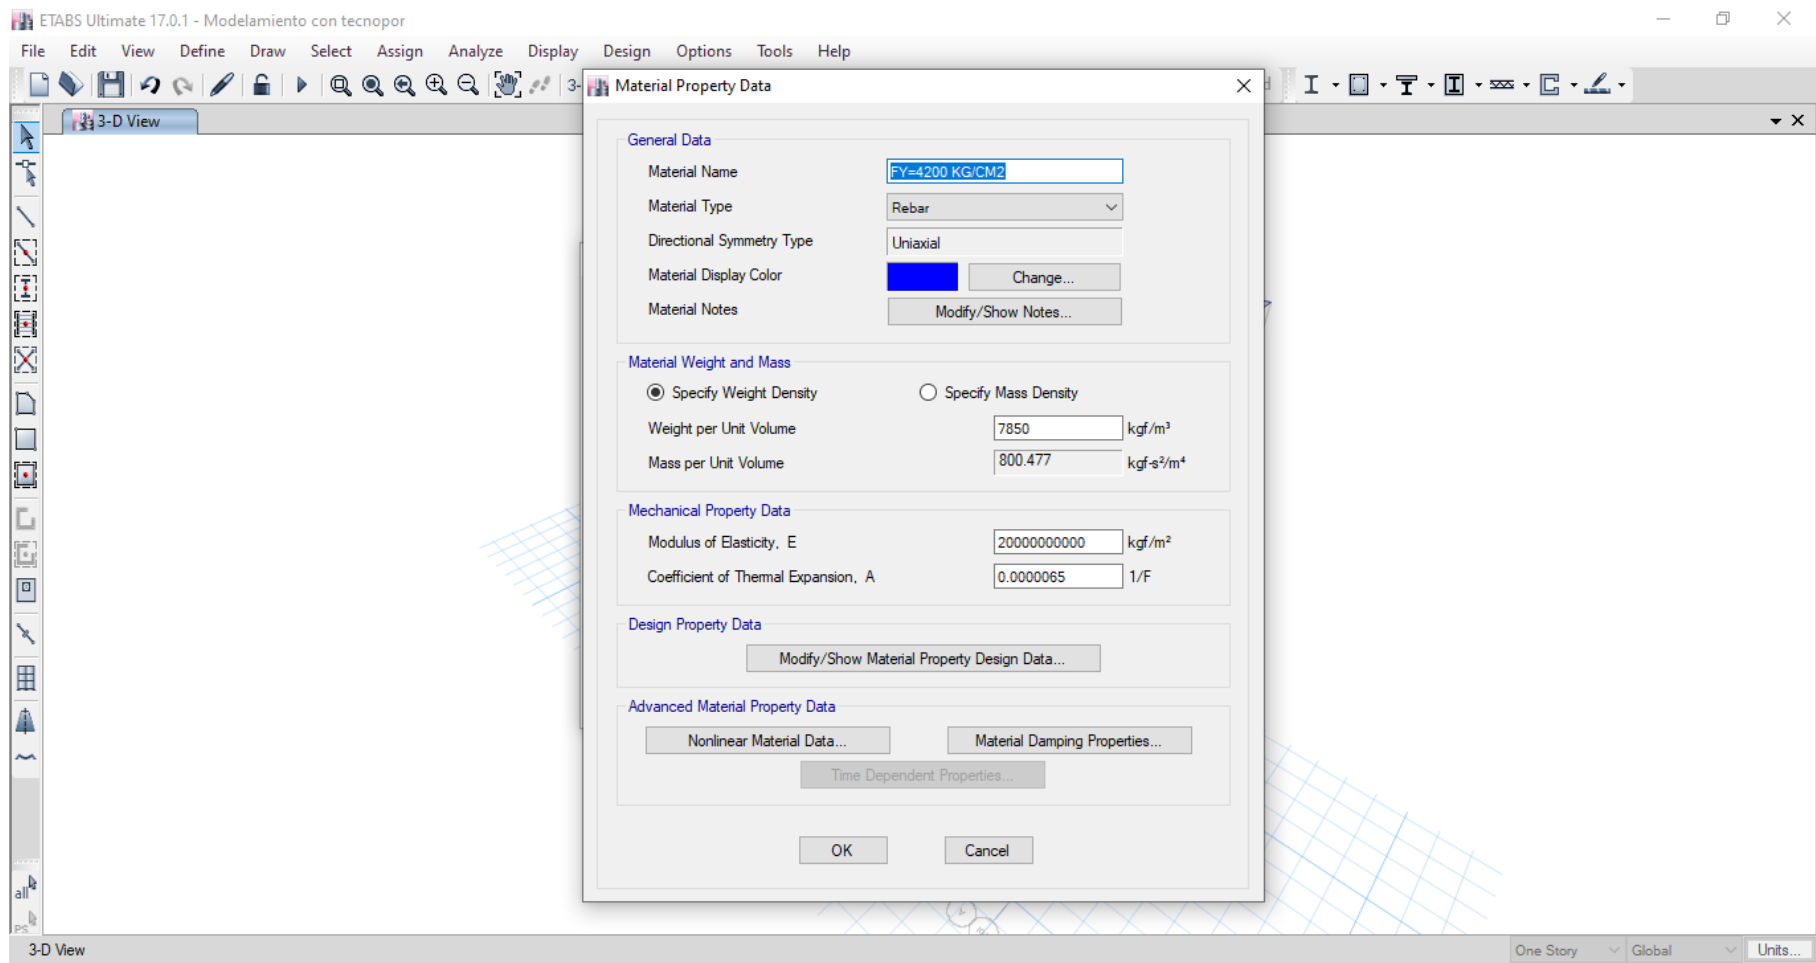 ETABS Ultimate 17.0.1 - Modelamiento con tecnopor
File Edit View Define Draw Select Assign Analyze Display Design Options Tools Help
3-
Material Property Data
d
3-D View
General Data
Material Name FY=4200 KG/CM2
Material Type Rebar
Directional Symmetry Type Uniaxial
Material Display Color Change...
Material Notes Modify/Show Notes...
Material Weight and Mass
Specify Weight Density Specify Mass Density
Weight per Unit Volume 7850 kgf/m³
Mass per Unit Volume 800.477 kgf-s²/m⁴
Mechanical Property Data
Modulus of Elasticity, E 20000000000 kgf/m²
Coefficient of Thermal Expansion, A 0.0000065 1/F
Design Property Data
Modify/Show Material Property Design Data...
Advanced Material Property Data
Nonlinear Material Data... Material Damping Properties...
Time Dependent Properties...
OK Cancel
all
PS
3-D View One Story Global Units...